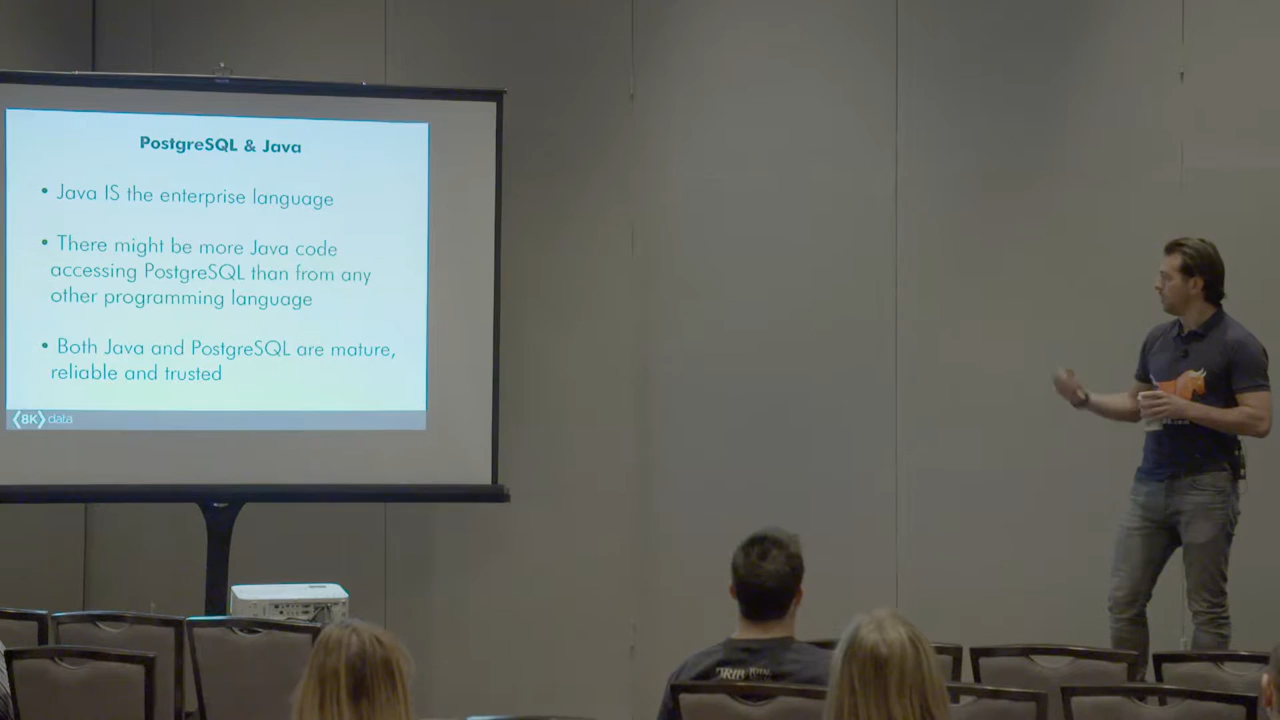 PostgreSQL & Java
• Java IS the enterprise language
• There might be more Java code
accessing PostgreSQL than from any
other programming language
• Both Java and PostgreSQL are mature,
reliable and trusted
⟨8K⟩data